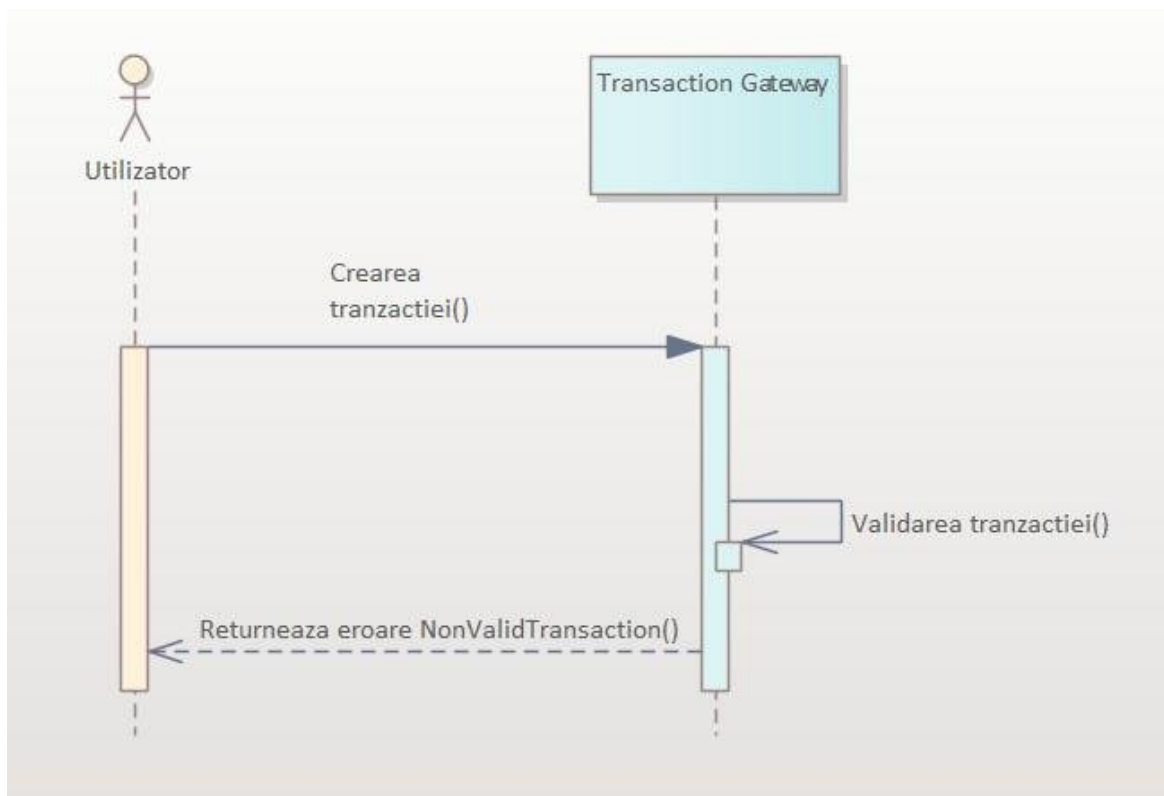 Transaction Gateway
Utilizator
Crearea
tranzactiei()
Validarea tranzactiei()
Returneaza eroare NonValidTransaction()